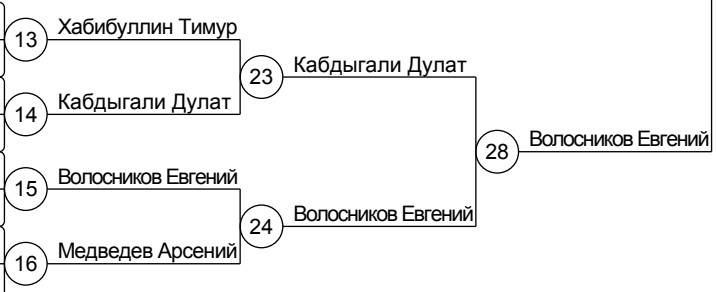 13
Хабибуллин Тимур
23
Кабдыгали Дулат
14
Кабдыгали Дулат
28
Волосников Евгений
15
Волосников Евгений
24
Волосников Евгений
16
Медведев Арсений